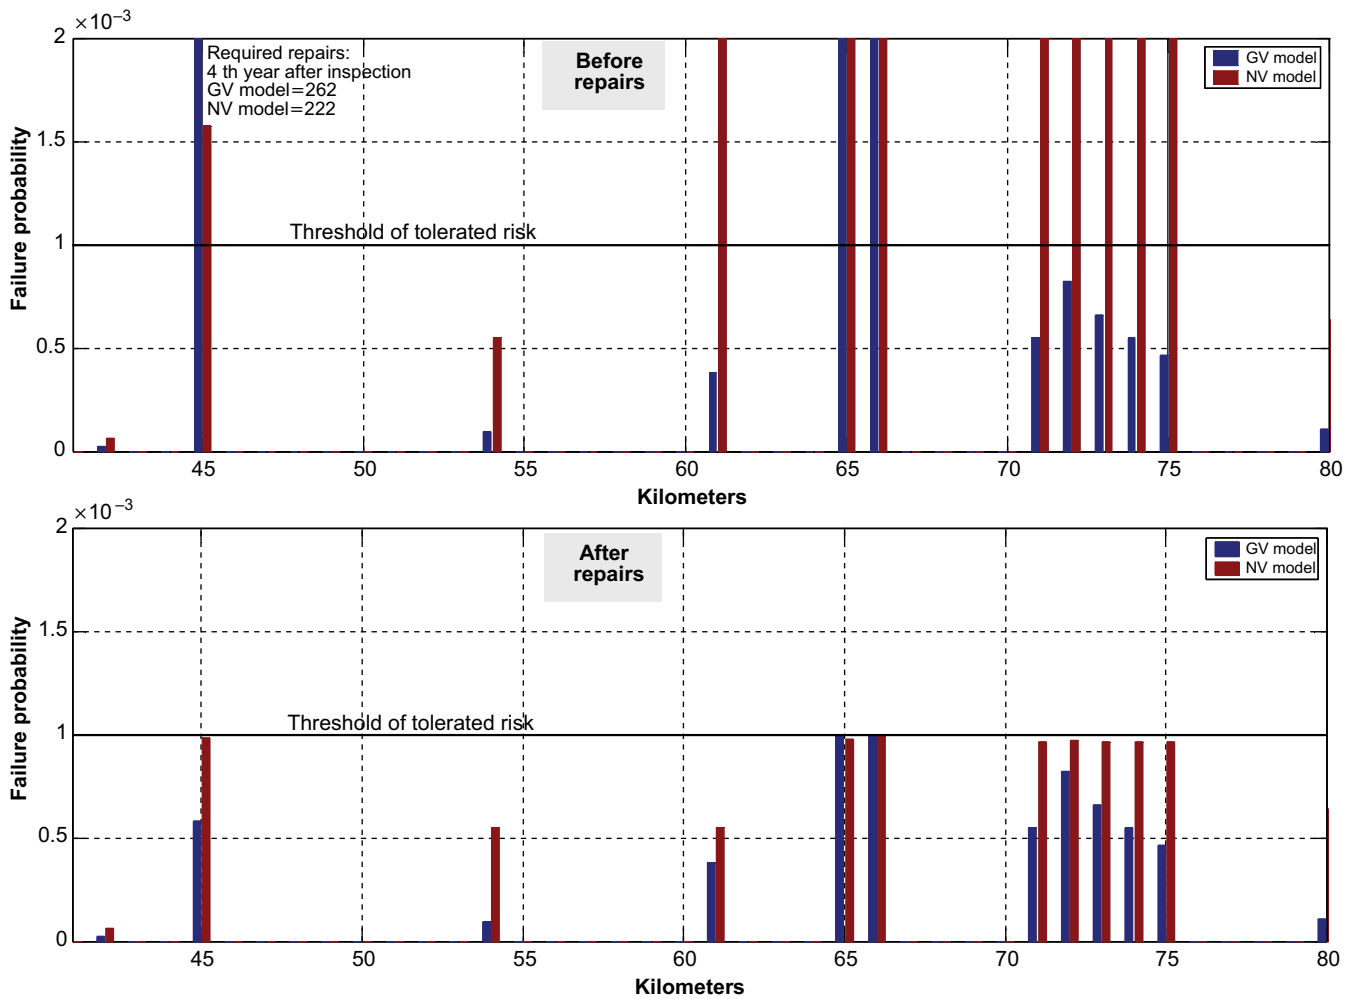 ×10⁻³
2
1.5
1
0.5
0
Failure probability
Required repairs:
4 th year after inspection
GV model=262
NV model=222
Before
repairs
GV model
NV model
Threshold of tolerated risk
45 50 55 60 65 70 75 80
Kilometers
×10⁻³
2
1.5
1
0.5
0
Failure probability
After
repairs
GV model
NV model
Threshold of tolerated risk
45 50 55 60 65 70 75 80
Kilometers